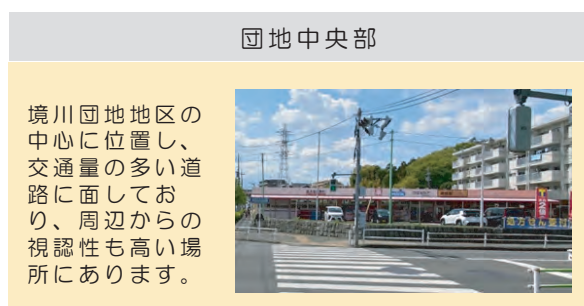 団地中央部
境川団地地区の
中心に位置し、
交通量の多い道
路に面してお
り、周辺からの
視認性も高い場
所にあります。